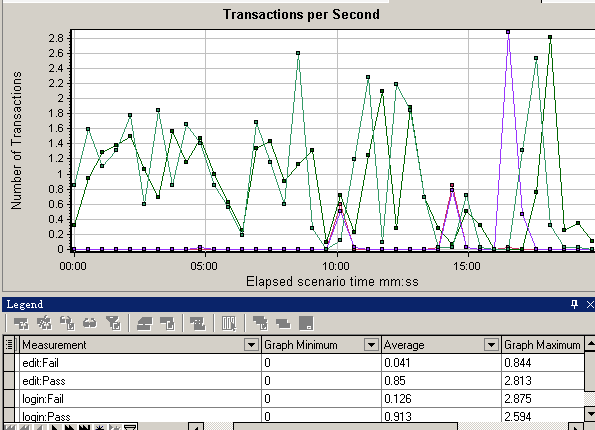 Transactions per Second
Number of Transactions
2.8
2.6
2.4
2.2
2
1.8
1.6
1.4
1.2
1
0.8
0.6
0.4
0.2
0
00:00 05:00 10:00 15:00
Elapsed scenario time mm:ss
Legend
Measurement Graph Minimum Average Graph Maximum
edit:Fail 0 0.041 0.844
edit:Pass 0 0.85 2.813
login:Fail 0 0.126 2.875
login:Pass 0 0.913 2.594